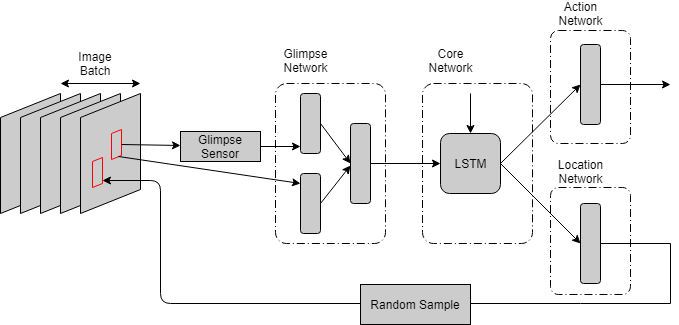 Image
Batch
Glimpse
Network
Core
Network
Action
Network
Glimpse
Sensor
LSTM
Location
Network
Random Sample